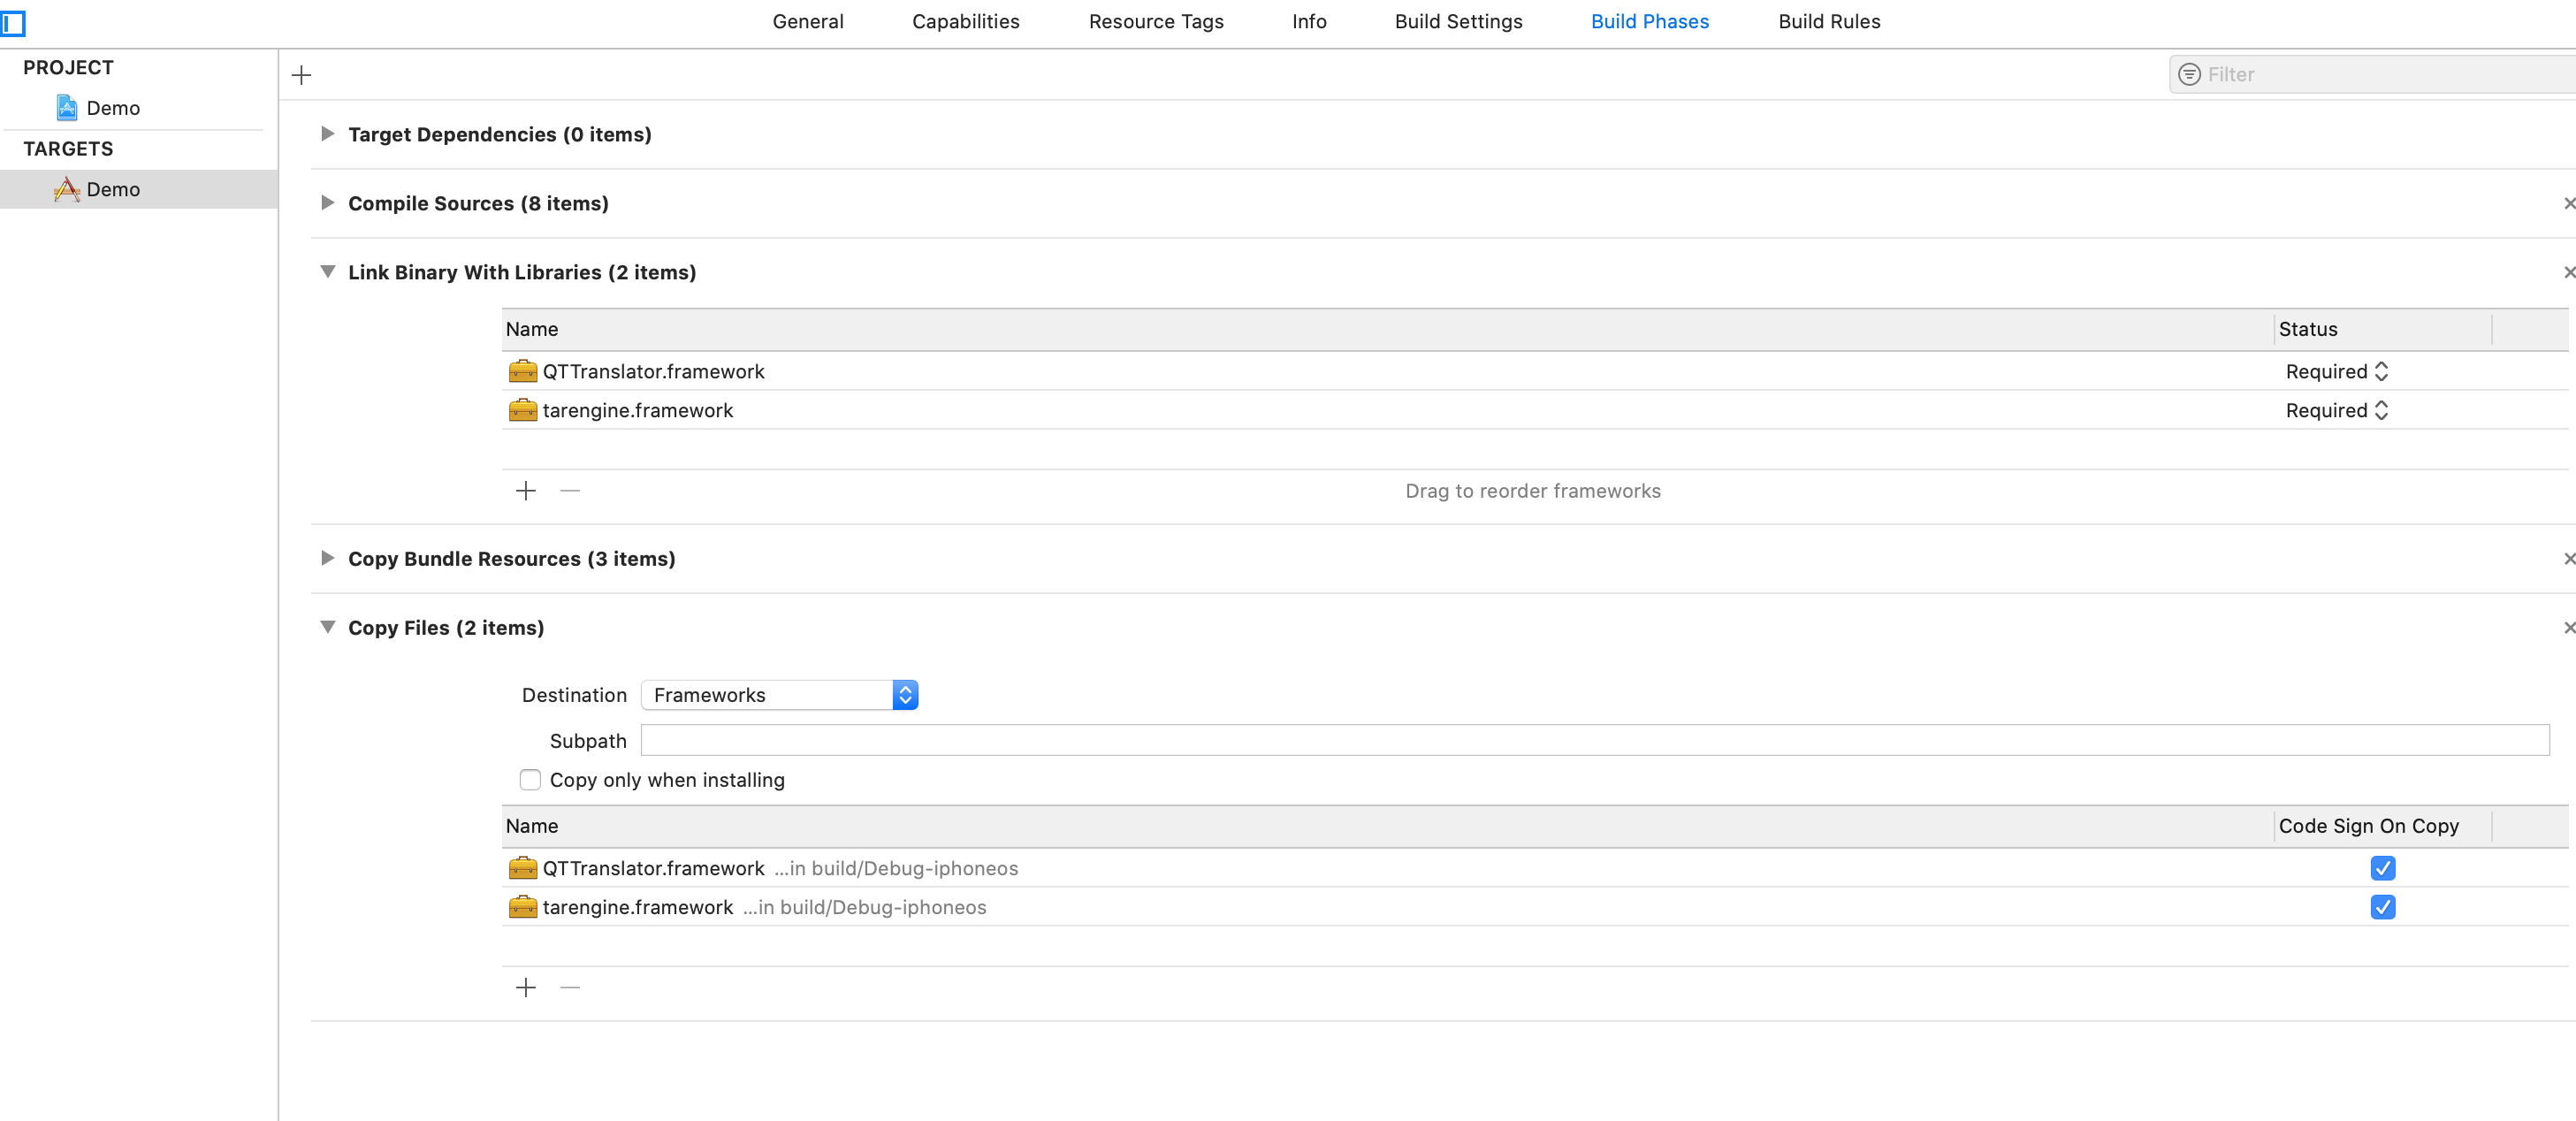 General Capabilities Resource Tags Info Build Settings Build Phases Build Rules
PROJECT
Demo
TARGETS
Demo
Filter
Target Dependencies (0 items)
Compile Sources (8 items)
Link Binary With Libraries (2 items)
Name Status
QTTranslator.framework Required
tarengine.framework Required
Drag to reorder frameworks
Copy Bundle Resources (3 items)
Copy Files (2 items)
Destination Frameworks
Subpath
Copy only when installing
Name Code Sign On Copy
QTTranslator.framework ...in build/Debug-iphoneos
tarengine.framework ...in build/Debug-iphoneos